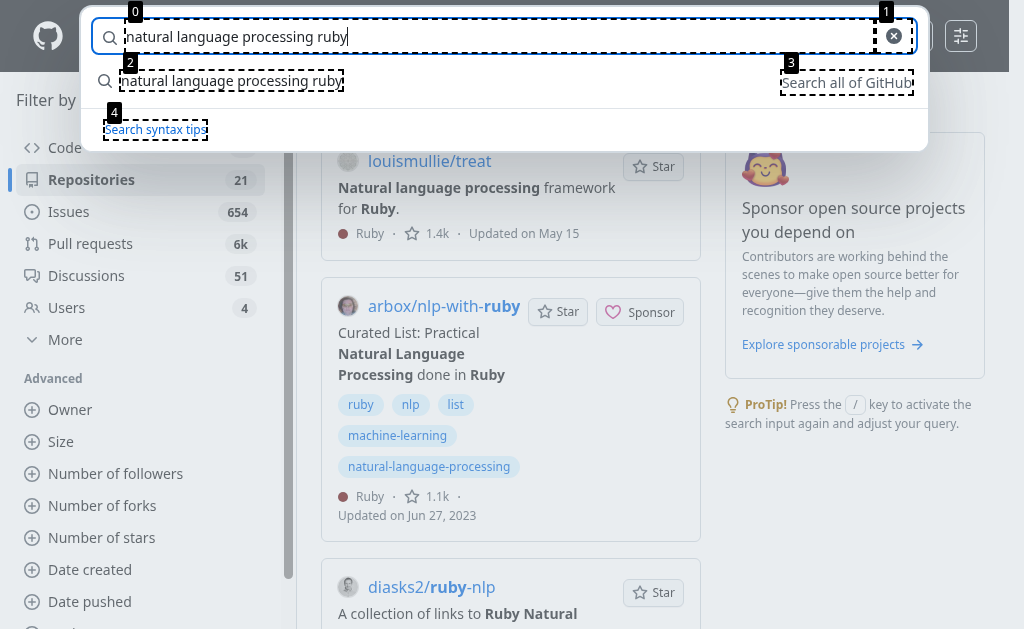 0
1
natural language processing ruby
2
3
natural language processing ruby
Search all of GitHub
4
Search syntax tips
Filter by
Code
Repositories 21
Issues 654
Pull requests 6k
Discussions 51
Users 4
More
Advanced
Owner
Size
Number of followers
Number of forks
Number of stars
Date created
Date pushed
louismullie/treat
Star
Natural language processing framework
for Ruby.
Ruby · 1.4k · Updated on May 15
arbox/nlp-with-ruby
Star
Sponsor
Curated List: Practical
Natural Language
Processing done in Ruby
ruby nlp list
machine-learning
natural-language-processing
Ruby · 1.1k ·
Updated on Jun 27, 2023
diasks2/ruby-nlp
Star
A collection of links to Ruby Natural
Sponsor open source projects
you depend on
Contributors are working behind the
scenes to make open source better for
everyone—give them the help and
recognition they deserve.
Explore sponsorable projects
ProTip! Press the / key to activate the
search input again and adjust your query.